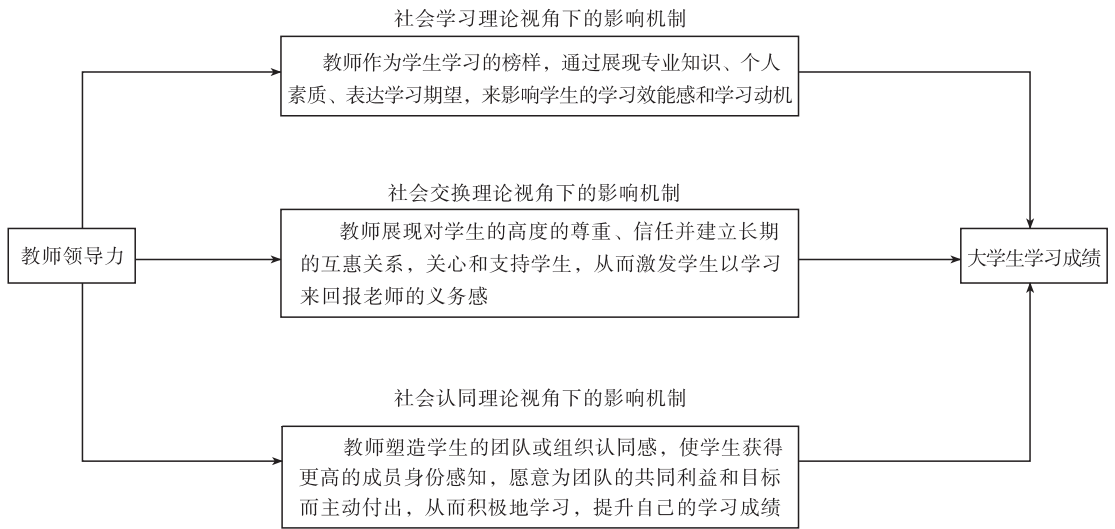 社会学习理论视角下的影响机制
教师作为学生学习的榜样，通过展现专业知识、个人
素质、表达学习期望，来影响学生的学习效能感和学习动机
社会交换理论视角下的影响机制
教师领导力
教师展现对学生的高度的尊重、信任并建立长期
的互惠关系，关心和支持学生，从而激发学生以学习
来回报老师的义务感
大学生学习成绩
社会认同理论视角下的影响机制
教师塑造学生的团队或组织认同感，使学生获得
更高的成员身份感知，愿意为团队的共同利益和目标
而主动付出，从而积极地学习，提升自己的学习成绩